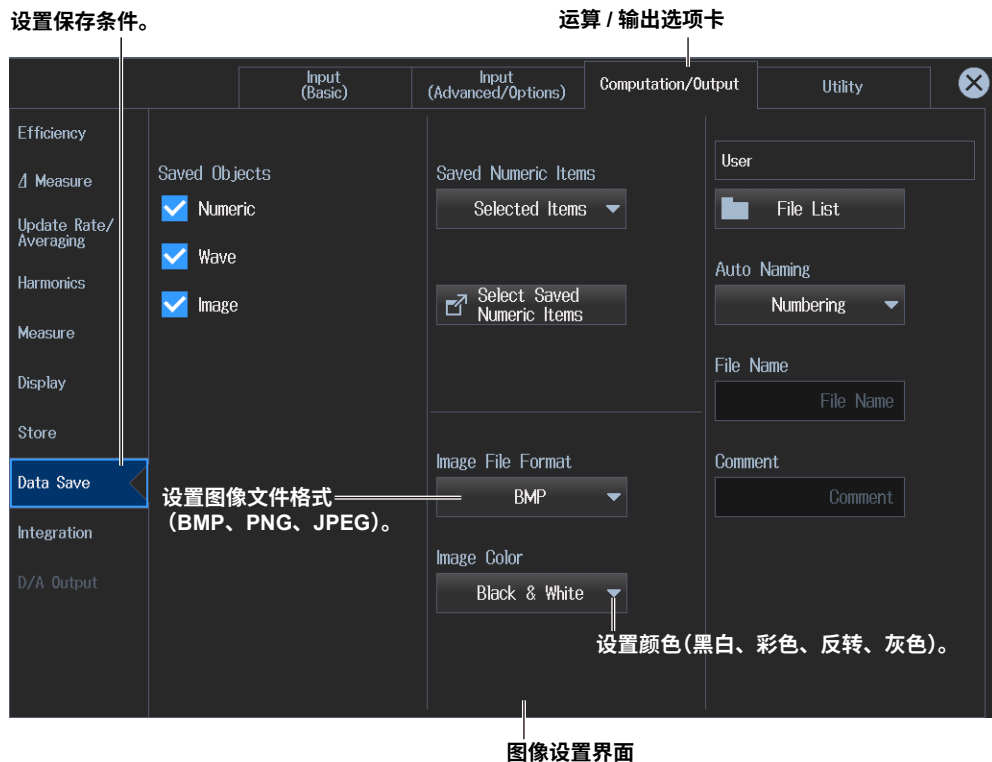 设置保存条件。
运算 / 输出选项卡
Input
(Basic)
Input
(Advanced/Options)
Computation/Output
Utility
Efficiency
⊿ Measure
Update Rate/
Averaging
Harmonics
Measure
Display
Store
Data Save
Integration
D/A Output
Saved Objects
Numeric
Wave
Image
Saved Numeric Items
Selected Items
Select Saved
Numeric Items
Image File Format
BMP
设置图像文件格式
（BMP、PNG、JPEG）。
Image Color
Black & White
设置颜色（黑白、彩色、反转、灰色）。
User
File List
Auto Naming
Numbering
File Name
File Name
Comment
Comment
图像设置界面